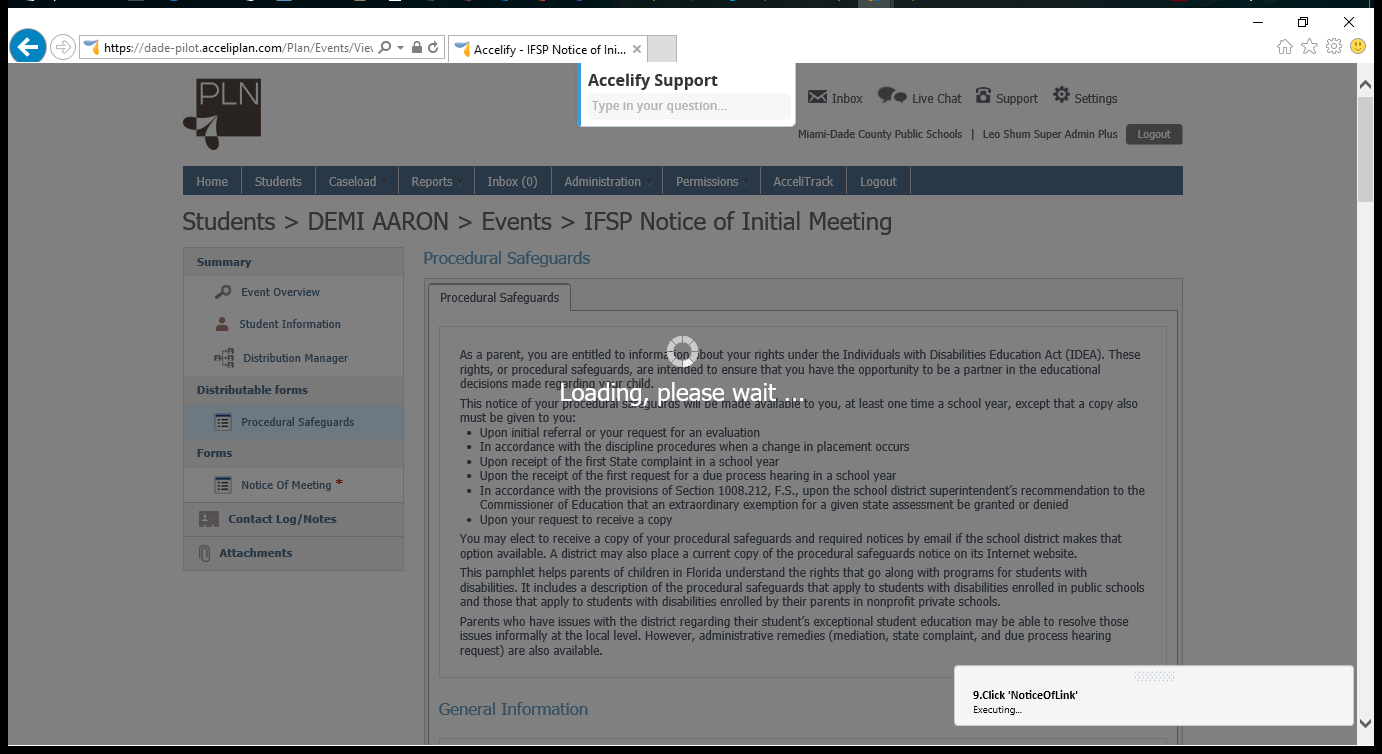 https://dade-pilot.acceliplan.com/Plan/Events/Viev
Accelify - IFSP Notice of Ini...
Accelify Support
Type in your question...
PLN
Inbox
Live Chat
Support
Settings
Miami-Dade County Public Schools | Leo Shum Super Admin Plus
Logout
Home
Students
Caseload
Reports
Inbox (0)
Administration
Permissions
AcceliTrack
Logout
Students > DEMI AARON > Events > IFSP Notice of Initial Meeting
Summary
Event Overview
Student Information
Distribution Manager
Distributable forms
Procedural Safeguards
Forms
Notice Of Meeting *
Contact Log/Notes
Attachments
Procedural Safeguards
Procedural Safeguards
As a parent, you are entitled to information about your rights under the Individuals with Disabilities Education Act (IDEA). These
rights, or procedural safeguards, are intended to ensure that you have the opportunity to be a partner in the educational
decisions made regarding your child.
Loading, please wait ...
This notice of your procedural safeguards will be made available to you, at least one time a school year, except that a copy also
must be given to you:
• Upon initial referral or your request for an evaluation
• In accordance with the discipline procedures when a change in placement occurs
• Upon receipt of the first State complaint in a school year
• Upon the receipt of the first request for a due process hearing in a school year
• In accordance with the provisions of Section 1008.212, F.S., upon the school district superintendent's recommendation to the
Commissioner of Education that an extraordinary exemption for a given state assessment be granted or denied
• Upon your request to receive a copy
You may elect to receive a copy of your procedural safeguards and required notices by email if the school district makes that
option available. A district may also place a current copy of the procedural safeguards notice on its Internet website.
This pamphlet helps parents of children in Florida understand the rights that go along with programs for students with
disabilities. It includes a description of the procedural safeguards that apply to students with disabilities enrolled in public schools
and those that apply to students with disabilities enrolled by their parents in nonprofit private schools.
Parents who have issues with the district regarding their student's exceptional student education may be able to resolve those
issues informally at the local level. However, administrative remedies (mediation, state complaint, and due process hearing
request) are also available.
General Information
9.Click 'NoticeOfLink'
Executing...